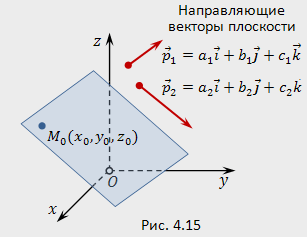 Направляющие
векторы плоскости
z
p⃗₁ = a₁i⃗ + b₁j⃗ + c₁k⃗
p⃗₂ = a₂i⃗ + b₂j⃗ + c₂k⃗
M₀(x₀, y₀, z₀)
O
y
x
Рис. 4.15